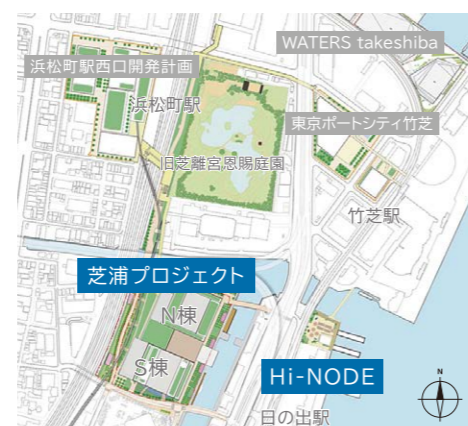 WATERS takeshiba
浜松町駅西口開発計画
浜松町駅
東京ポートシティ竹芝
旧芝離宮恩賜庭園
竹芝駅
芝浦プロジェクト
N棟
S棟
Hi-NODE
N
日の出駅